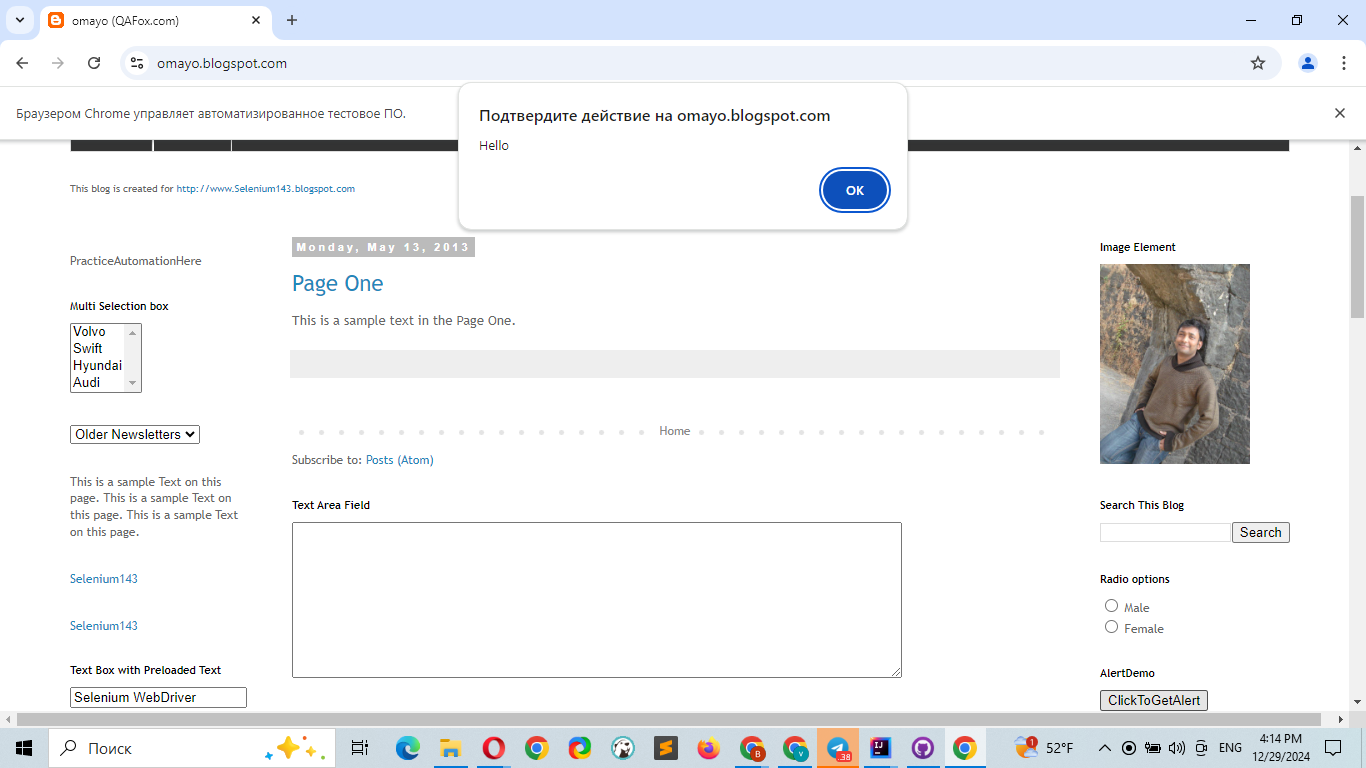 omayo (QAFox.com)
omayo.blogspot.com
Браузером Chrome управляет автоматизированное тестовое ПО.
Подтвердите действие на omayo.blogspot.com
Hello
OK
This blog is created for http://www.Selenium143.blogspot.com
PracticeAutomationHere
Multi Selection box
Volvo
Swift
Hyundai
Audi
Older Newsletters
This is a sample Text on this
page. This is a sample Text on
this page. This is a sample Text
on this page.
Selenium143
Selenium143
Text Box with Preloaded Text
Selenium WebDriver
Monday, May 13, 2013
Page One
This is a sample text in the Page One.
Home
Subscribe to: Posts (Atom)
Text Area Field
Image Element
Search This Blog
Search
Radio options
Male
Female
AlertDemo
ClickToGetAlert
Поиск
B
V
.38
IJ
52°F
ENG
4:14 PM
12/29/2024